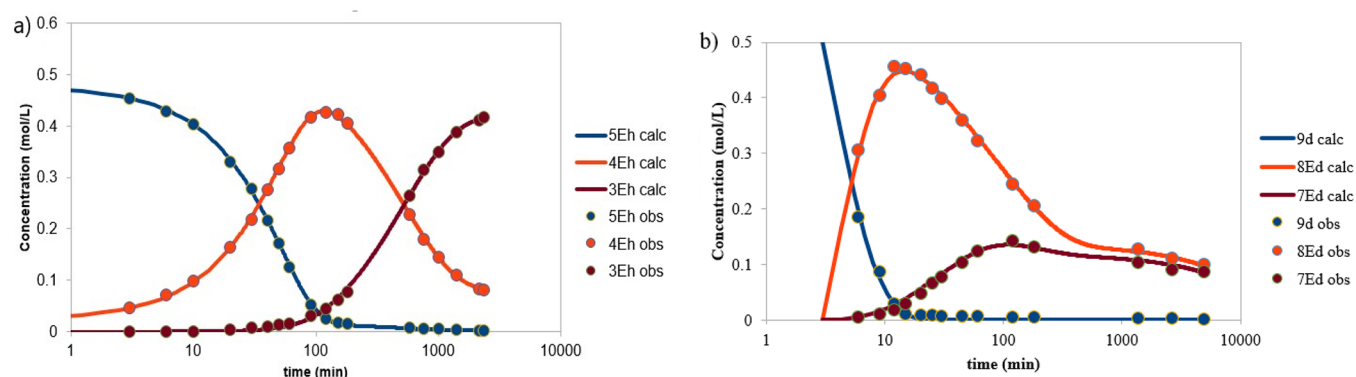 a)
0.6
0.5
0.4
0.3
0.2
0.1
0
Concentration (mol//L)
1
10
100
1000
10000
time (min)
5Eh calc
4Eh calc
3Eh calc
5Eh obs
4Eh obs
3Eh obs
b)
0.5
0.4
0.3
0.2
0.1
0
Concentration (mol/L)
1
10
100
1000
10000
time (min)
9d calc
8Ed calc
7Ed calc
9d obs
8Ed obs
7Ed obs